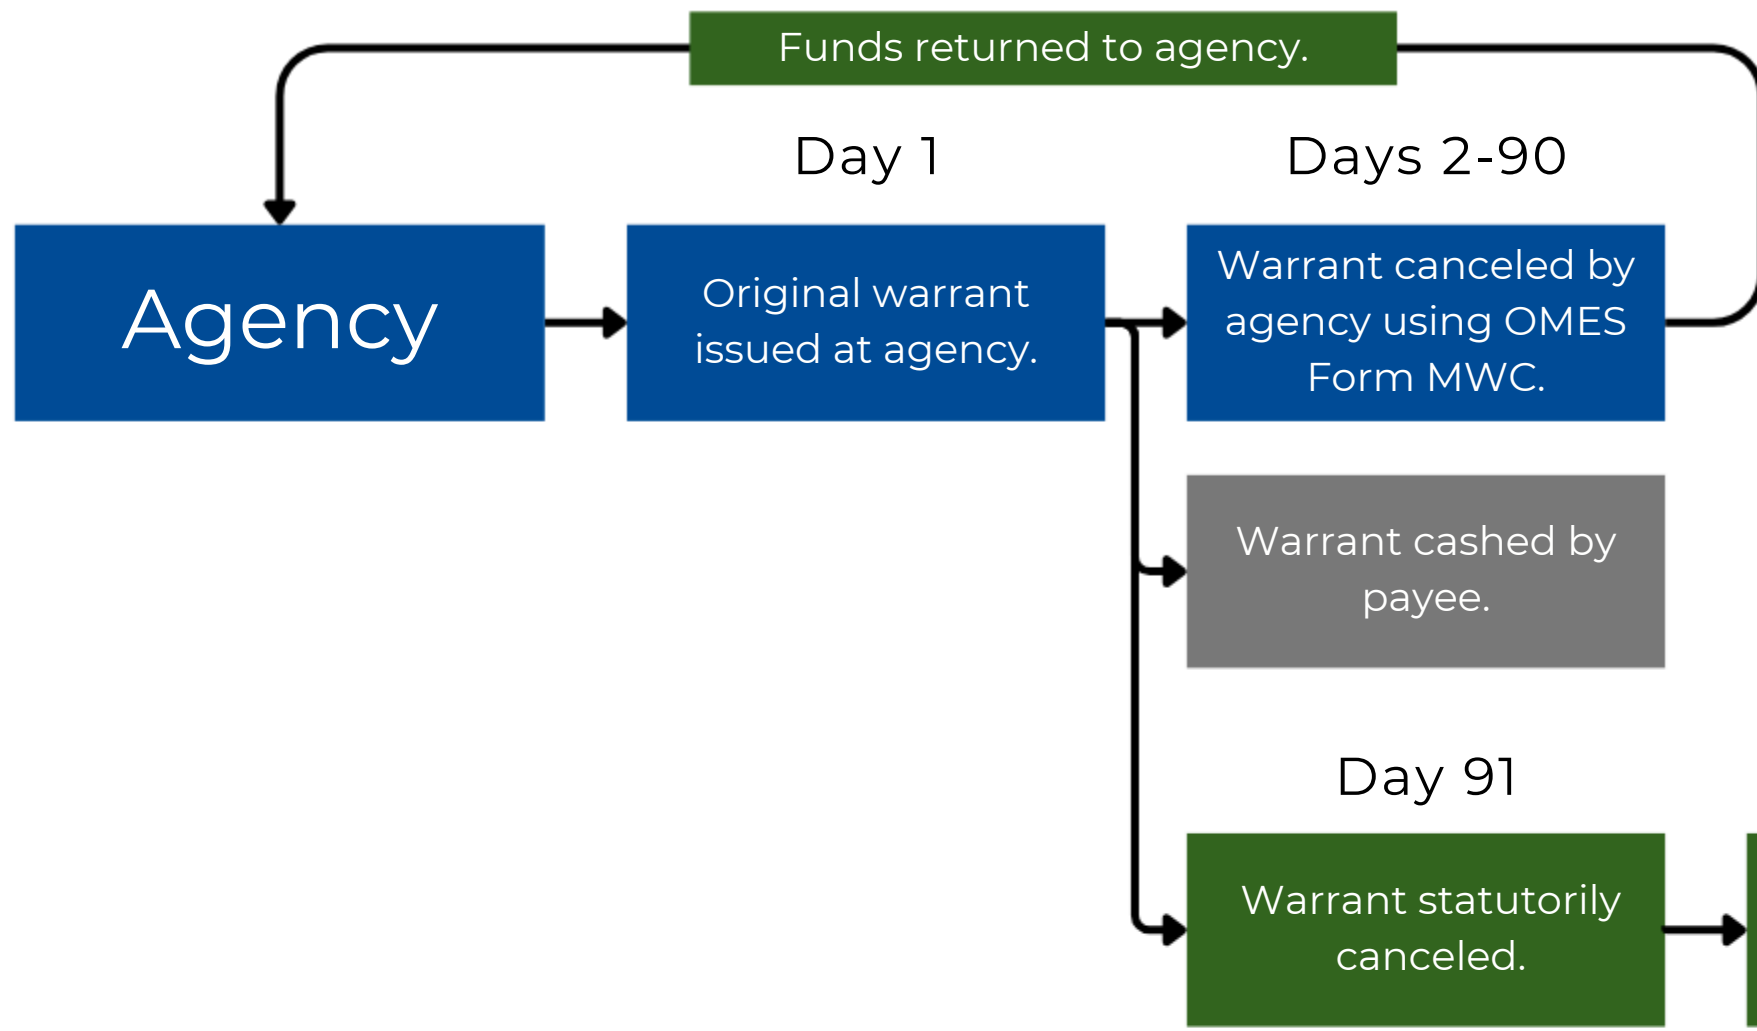 Funds returned to agency.
Day 1
Days 2-90
Agency
Original warrant
issued at agency.
Warrant canceled by
agency using OMES
Form MWC.
Warrant cashed by
payee.
Day 91
Warrant statutorily
canceled.